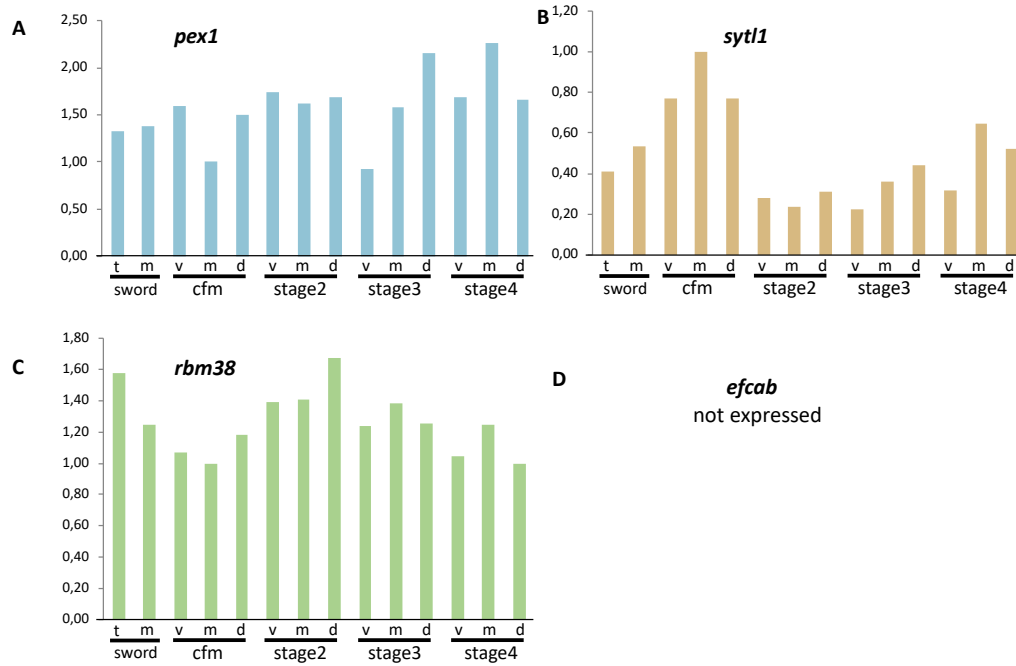 A
pex1
2,50
2,00
1,50
1,00
0,50
0,00
t m v m d v m d v m d v m d
sword cfm stage2 stage3 stage4
B
sytl1
1,20
1,00
0,80
0,60
0,40
0,20
0,00
t m v m d v m d v m d v m d
sword cfm stage2 stage3 stage4
C
rbm38
1,80
1,60
1,40
1,20
1,00
0,80
0,60
0,40
0,20
0,00
t m v m d v m d v m d v m d
sword cfm stage2 stage3 stage4
D
efcab
not expressed